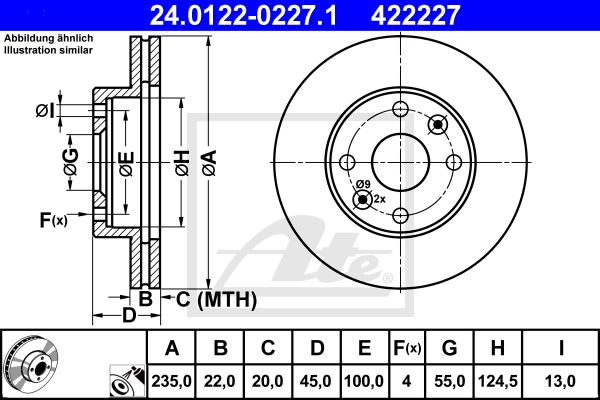 24.0122-0227.1 422227
Abbildung ähnlich
Illustration similar
ØI
ØG
ØE
ØH
ØA
F(x)
Ø9
2x
B
C (MTH)
D
Ate
®
A B C D E F(x) G H I
235,0 22,0 20,0 45,0 100,0 4 55,0 124,5 13,0